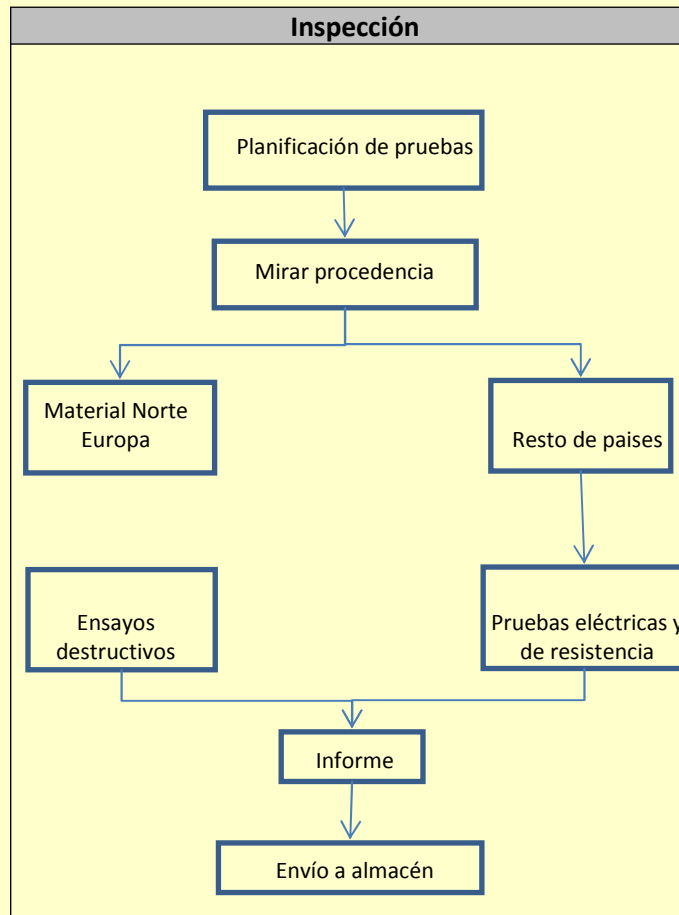 Inspección
Planificación de pruebas
Mirar procedencia
Material Norte
Europa
Resto de paises
Ensayos
destructivos
Pruebas eléctricas y
de resistencia
Informe
Envío a almacén